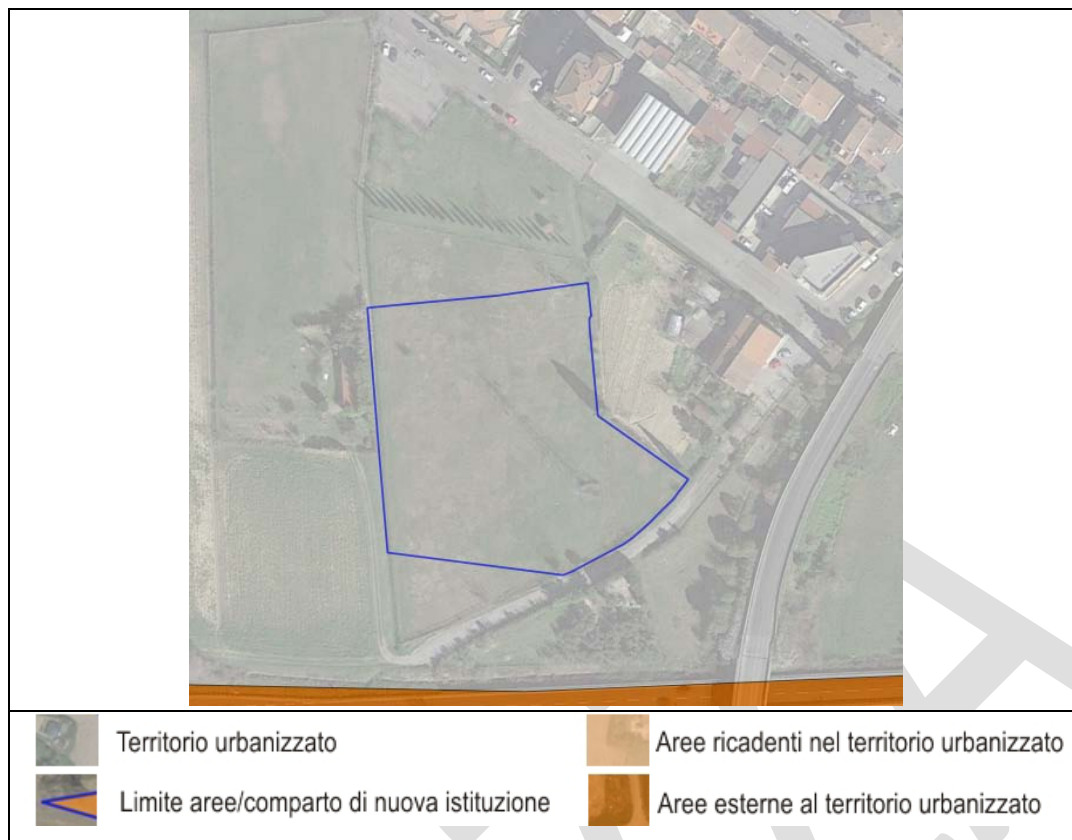 Territorio urbanizzato
Aree ricadenti nel territorio urbanizzato
Limite aree/comparto di nuova istituzione
Aree esterne al territorio urbanizzato